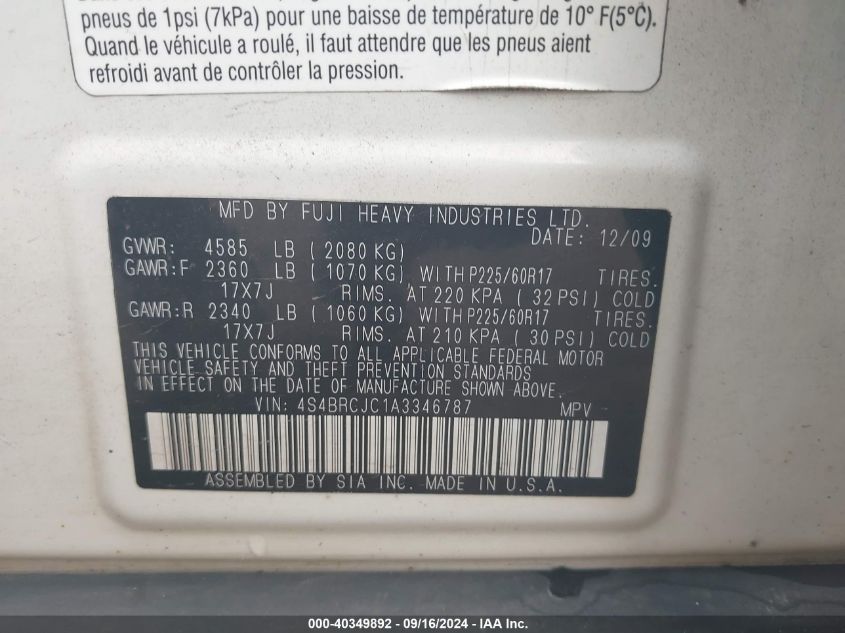 pneus de 1psi (7kPa) pour une baisse de température de 10° F(5°C).
Quand le véhicule a roulé, il faut attendre que les pneus aient
refroidi avant de contrôler la pression.
MFD BY FUJI HEAVY INDUSTRIES LTD.
DATE: 12/09
GVWR: 4585 LB ( 2080 KG)
GAWR:F 2360 LB ( 1070 KG) WITH P225/60R17 TIRES.
17X7J RIMS. AT 220 KPA ( 32 PSI) COLD
GAWR:R 2340 LB ( 1060 KG) WITH P225/60R17 TIRES.
17X7J RIMS. AT 210 KPA ( 30 PSI) COLD
THIS VEHICLE CONFORMS TO ALL APPLICABLE FEDERAL MOTOR
VEHICLE SAFETY AND THEFT PREVENTION STANDARDS
IN EFFECT ON THE DATE OF MANUFACTURE SHOWN ABOVE.
VIN: 4S4BRCJC1A3346787 MPV
ASSEMBLED BY SIA INC. MADE IN U.S.A.
000-40349892 - 09/16/2024 - IAA Inc.